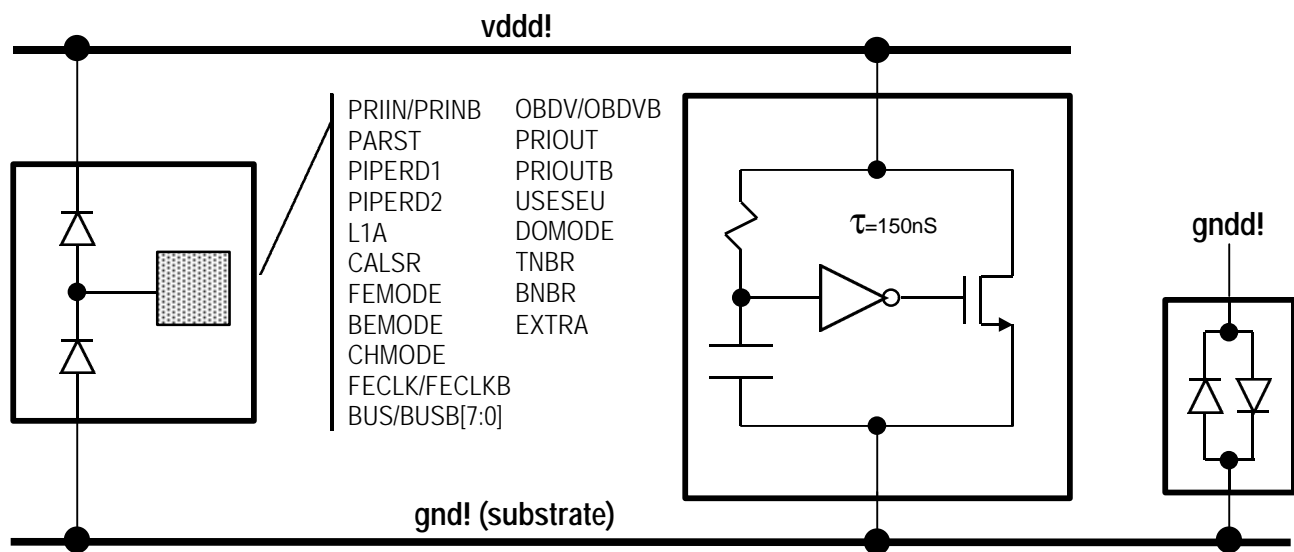 vddd!
PRIIN/PRINB
PARST
PIPERD1
PIPERD2
L1A
CALSR
FEMODE
BEMODE
CHMODE
FECLK/FECLKB
BUS/BUSB[7:0]
OBDV/OBDVB
PRIOUT
PRIOUTB
USESEU
DOMODE
TNBR
BNBR
EXTRA
τ=150nS
gndd!
gnd! (substrate)